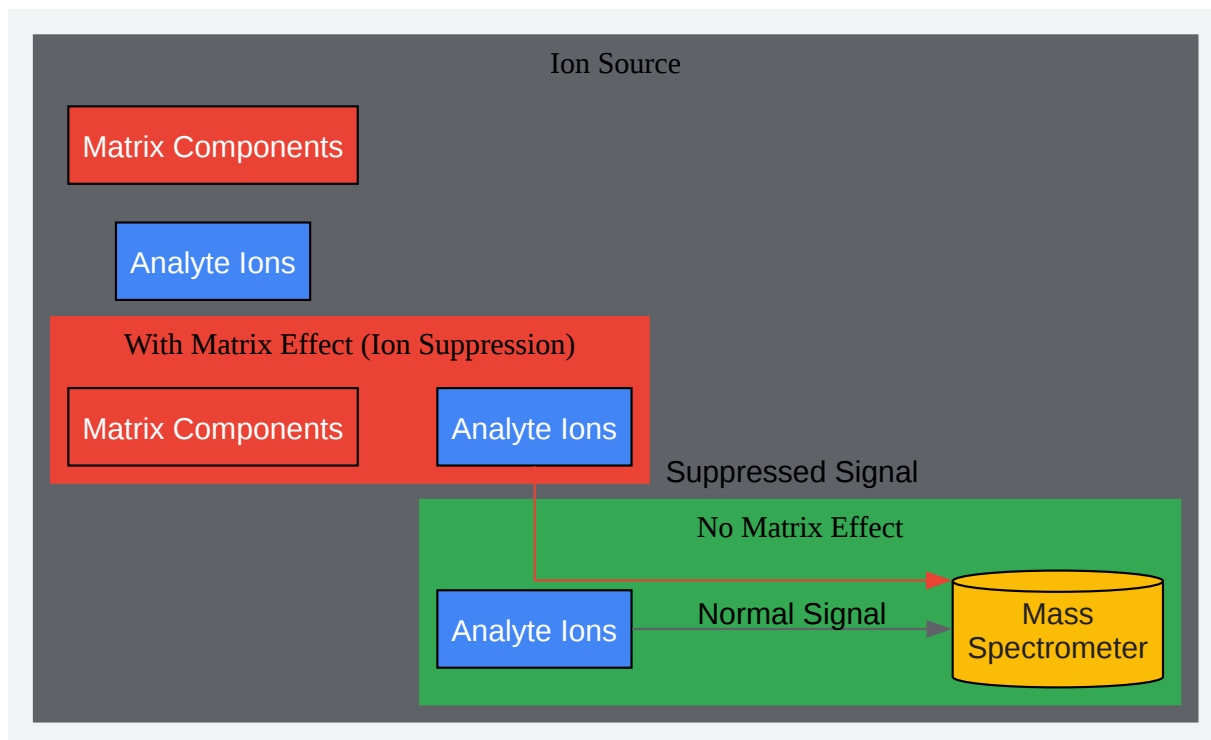 Ion Source
Matrix Components
Analyte Ions
With Matrix Effect (Ion Suppression)
Matrix Components
Analyte Ions
Suppressed Signal
No Matrix Effect
Analyte Ions
Normal Signal
Mass
Spectrometer